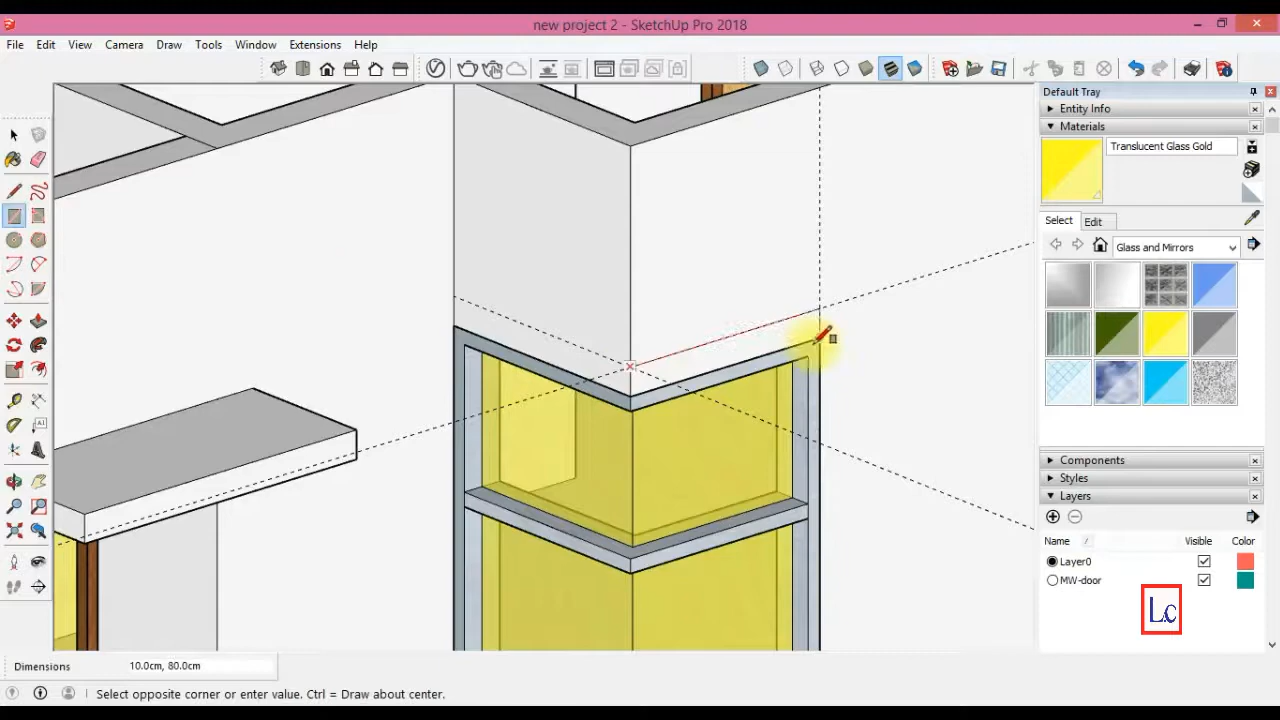 new project 2 - SketchUp Pro 2018
File Edit View Camera Draw Tools Window Extensions Help
Default Tray
Entity Info
Materials
Translucent Glass Gold
Select Edit
Glass and Mirrors
Components
Styles
Layers
Name Visible Color
Layer0
MW-door
Lc
Dimensions 10.0cm, 80.0cm
Select opposite corner or enter value. Ctrl = Draw about center.